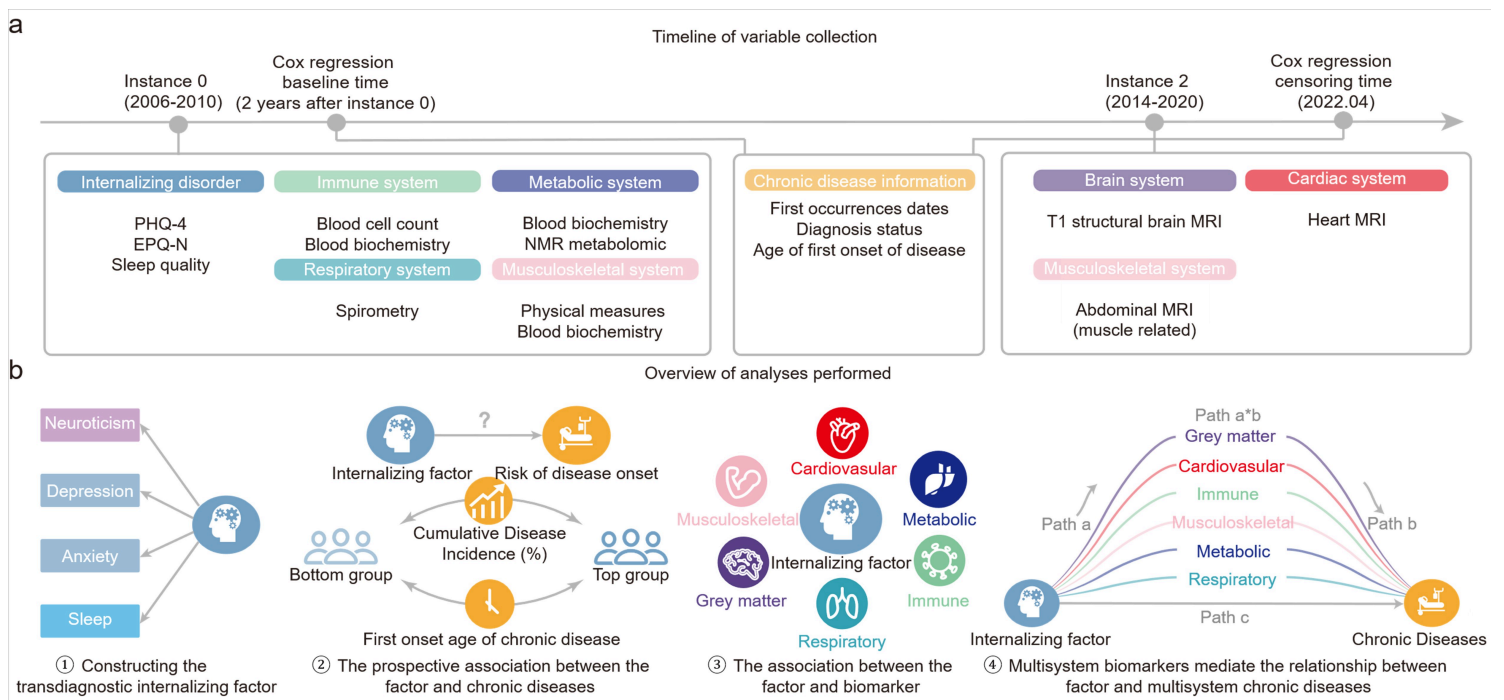 a
Timeline of variable collection
Instance 0
(2006-2010)
Cox regression
baseline time
(2 years after instance 0)
Instance 2
(2014-2020)
Cox regression
censoring time
(2022.04)
Internalizing disorder
PHQ-4
EPQ-N
Sleep quality
Immune system
Blood cell count
Blood biochemistry
Respiratory system
Spirometry
Metabolic system
Blood biochemistry
NMR metabolomic
Musculoskeletal system
Physical measures
Blood biochemistry
Chronic disease information
First occurrences dates
Diagnosis status
Age of first onset of disease
Brain system
T1 structural brain MRI
Musculoskeletal system
Abdominal MRI
(muscle related)
Cardiac system
Heart MRI
b
Overview of analyses performed
Neuroticism
Depression
Anxiety
Sleep
① Constructing the
transdiagnostic internalizing factor
?
Internalizing factor
Risk of disease onset
Cumulative Disease
Incidence (%)
Bottom group
Top group
First onset age of chronic disease
② The prospective association between the
factor and chronic diseases
Cardiovasular
Musculoskeletal
Metabolic
Internalizing factor
Grey matter
Immune
Respiratory
③ The association between the
factor and biomarker
Path a*b
Grey matter
Cardiovasular
Immune
Path a
Path b
Musculoskeletal
Metabolic
Respiratory
Path c
Internalizing factor
Chronic Diseases
④ Multisystem biomarkers mediate the relationship between
factor and multisystem chronic diseases